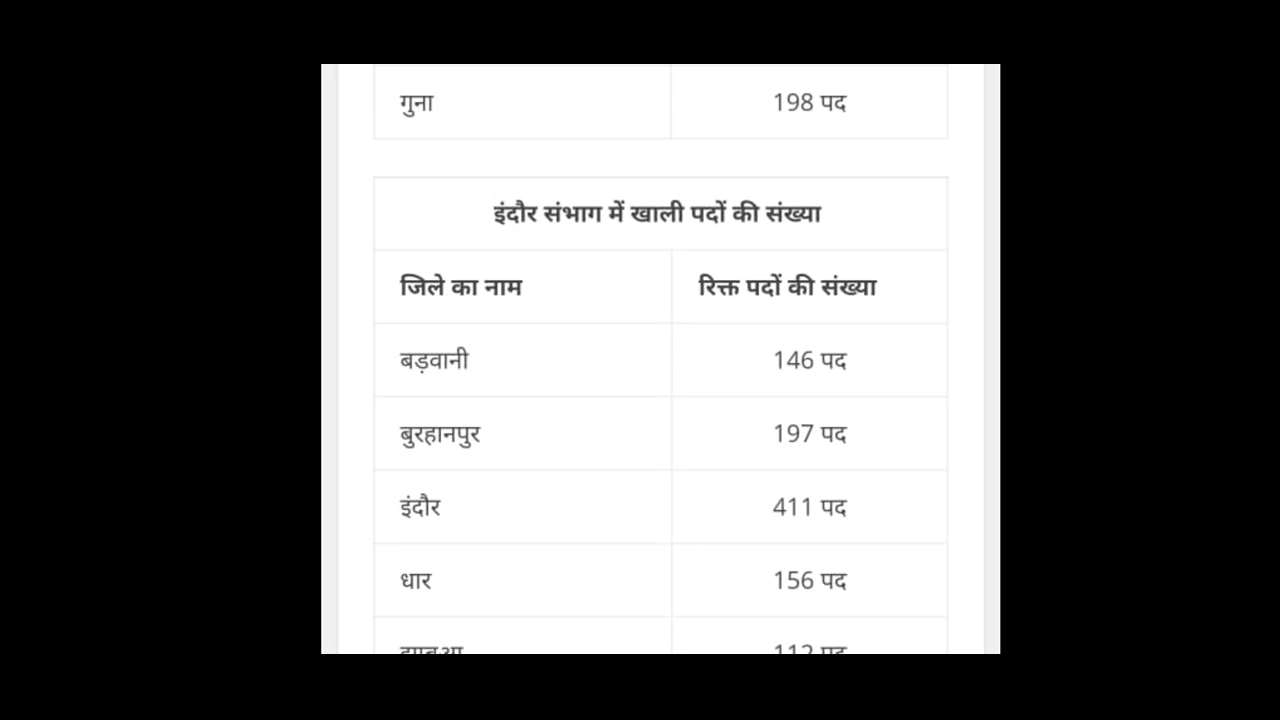 गुना 198 पद
इंदौर संभाग में खाली पदों की संख्या
जिले का नाम रिक्त पदों की संख्या
बड़वानी 146 पद
बुरहानपुर 197 पद
इंदौर 411 पद
धार 156 पद